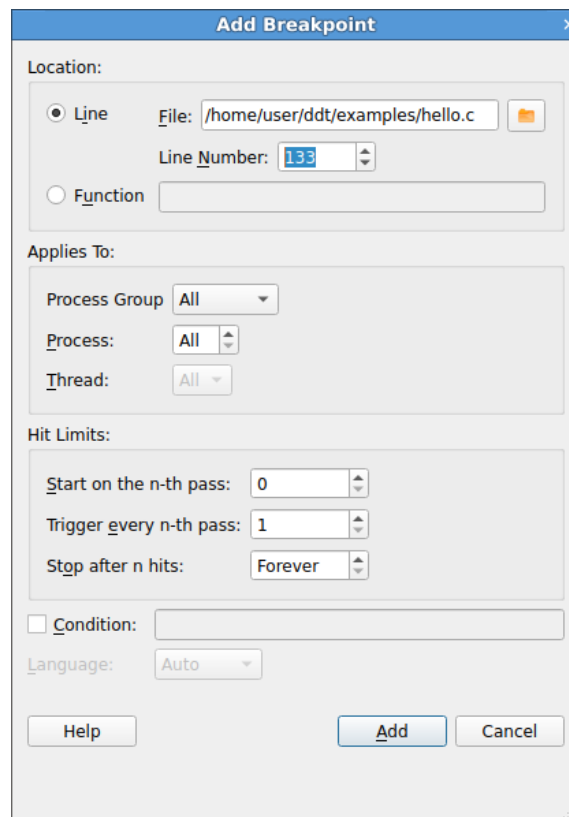 Add Breakpoint
Location:
Line File: /home/user/ddt/examples/hello.c
Line Number: 133
Function
Applies To:
Process Group All
Process: All
Thread: All
Hit Limits:
Start on the n-th pass: 0
Trigger every n-th pass: 1
Stop after n hits: Forever
Condition:
Language: Auto
Help Add Cancel